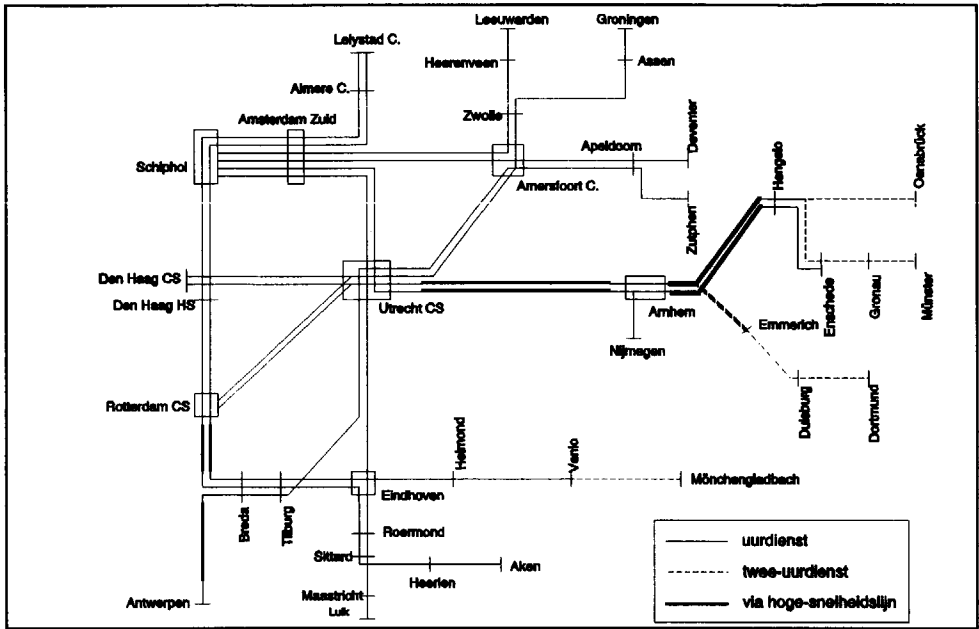 Leeuwarden
Groningen
Lelystad C.
Heerenveen
Assen
Almere C.
Zwolle
Amsterdam Zuid
Schiphol
Apeldoorn
Deventer
Amersfoort C.
Zutphen
Hengelo
Osnabrück
Den Haag CS
Den Haag HS
Utrecht CS
Arnhem
Enschede
Gronau
Münster
Emmerich
Nijmegen
Rotterdam CS
Duisburg
Dortmund
Helmond
Venlo
Mönchengladbach
Eindhoven
Breda
Tilburg
Roermond
Sittard
Heerlen
Aken
Antwerpen
Maastricht
Luik
uurdienst
twee-uurdienst
via hoge-snelheidslijn